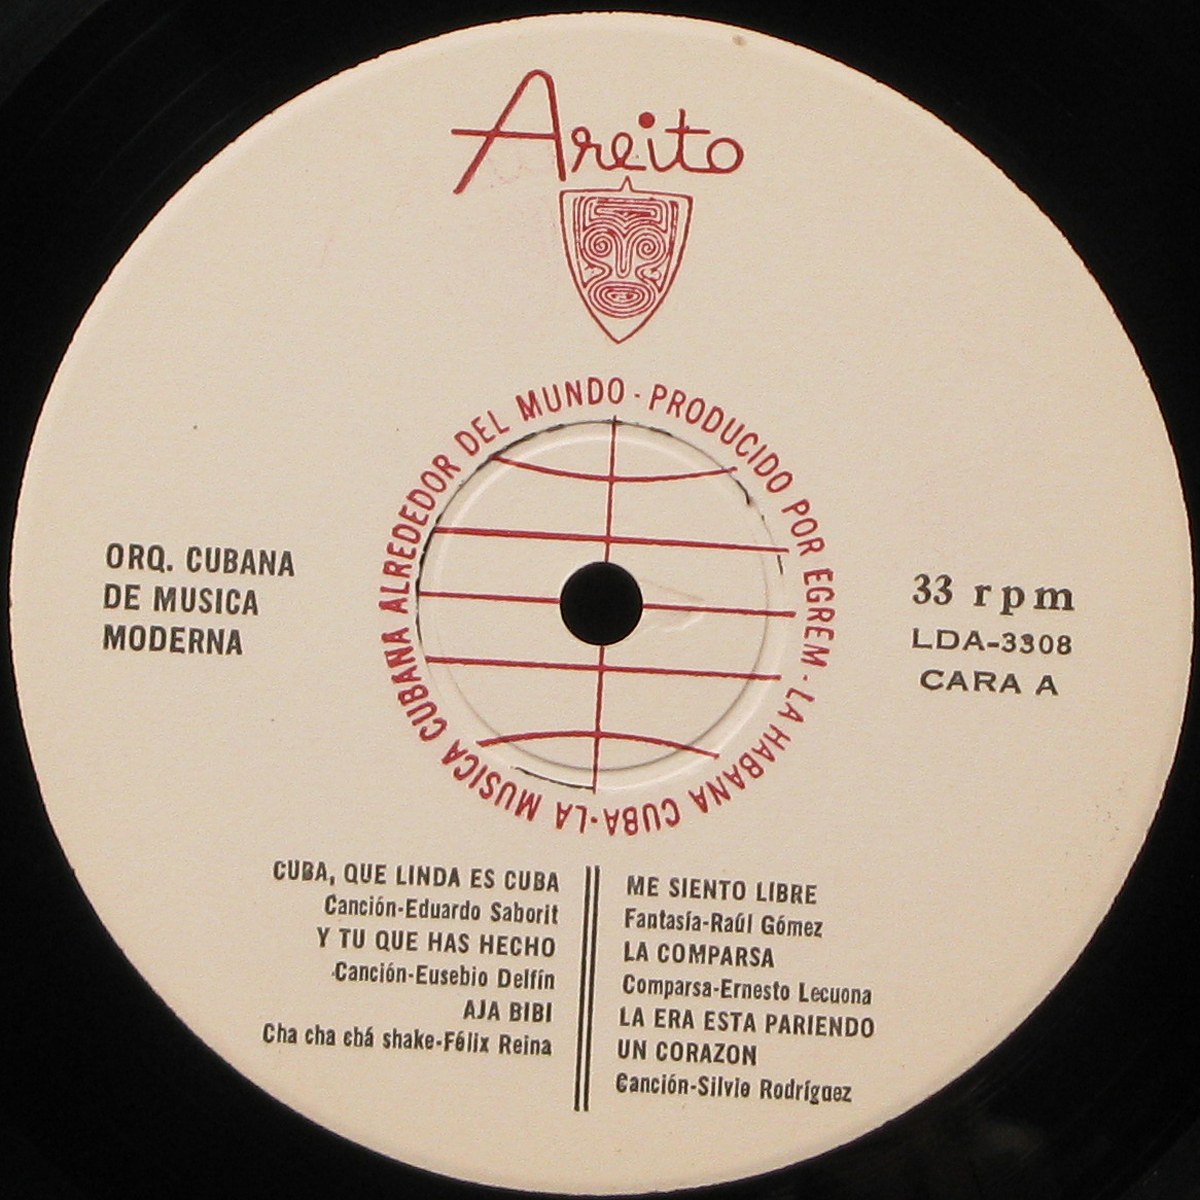 Areito
LA MUSICA CUBANA ALREDEDOR DEL MUNDO - PRODUCIDO POR EGREM - LA HABANA CUBA -
ORQ. CUBANA
DE MUSICA
MODERNA
33 rpm
LDA-3308
CARA A
CUBA, QUE LINDA ES CUBA
Canción-Eduardo Saborit
Y TU QUE HAS HECHO
Canción-Eusebio Delfín
AJA BIBI
Cha cha chá shake-Félix Reina
ME SIENTO LIBRE
Fantasía-Raúl Gómez
LA COMPARSA
Comparsa-Ernesto Lecuona
LA ERA ESTA PARIENDO
UN CORAZON
Canción-Silvio Rodríguez